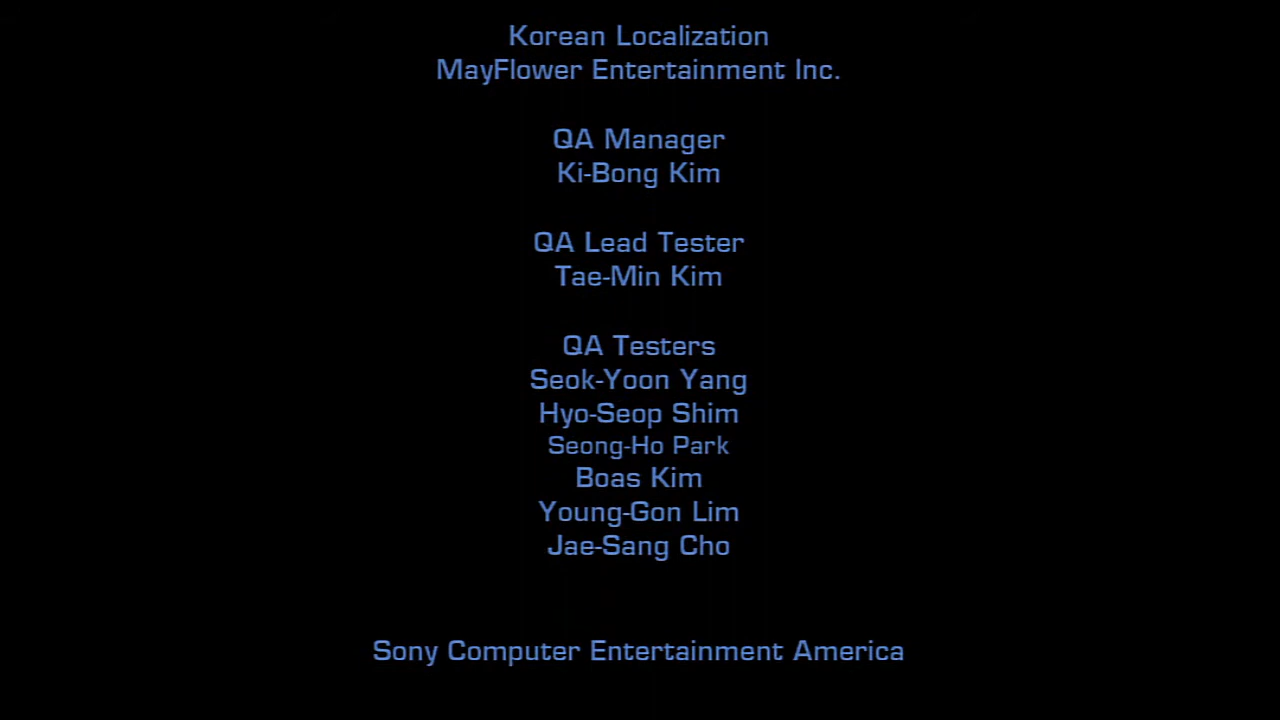 Korean Localization
MayFlower Entertainment Inc.
QA Manager
Ki-Bong Kim
QA Lead Tester
Tae-Min Kim
QA Testers
Seok-Yoon Yang
Hyo-Seop Shim
Seong-Ho Park
Boas Kim
Young-Gon Lim
Jae-Sang Cho
Sony Computer Entertainment America